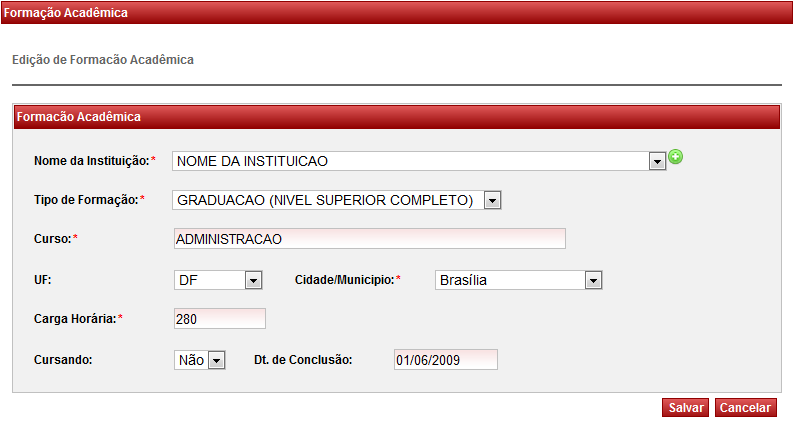 Formação Acadêmica
Edição de Formacão Acadêmica
Formacão Acadêmica
Nome da Instituição:* NOME DA INSTITUICAO
Tipo de Formação:* GRADUACAO (NIVEL SUPERIOR COMPLETO)
Curso:* ADMINISTRACAO
UF: DF Cidade/Municipio:* Brasília
Carga Horária:* 280
Cursando: Não Dt. de Conclusão: 01/06/2009
Salvar Cancelar